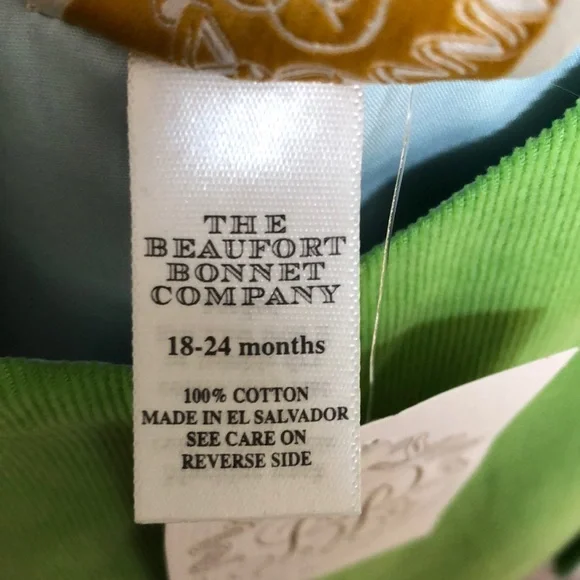 THE
BEAUFORT
BONNET
COMPANY
18-24 months
100% COTTON
MADE IN EL SALVADOR
SEE CARE ON
REVERSE SIDE